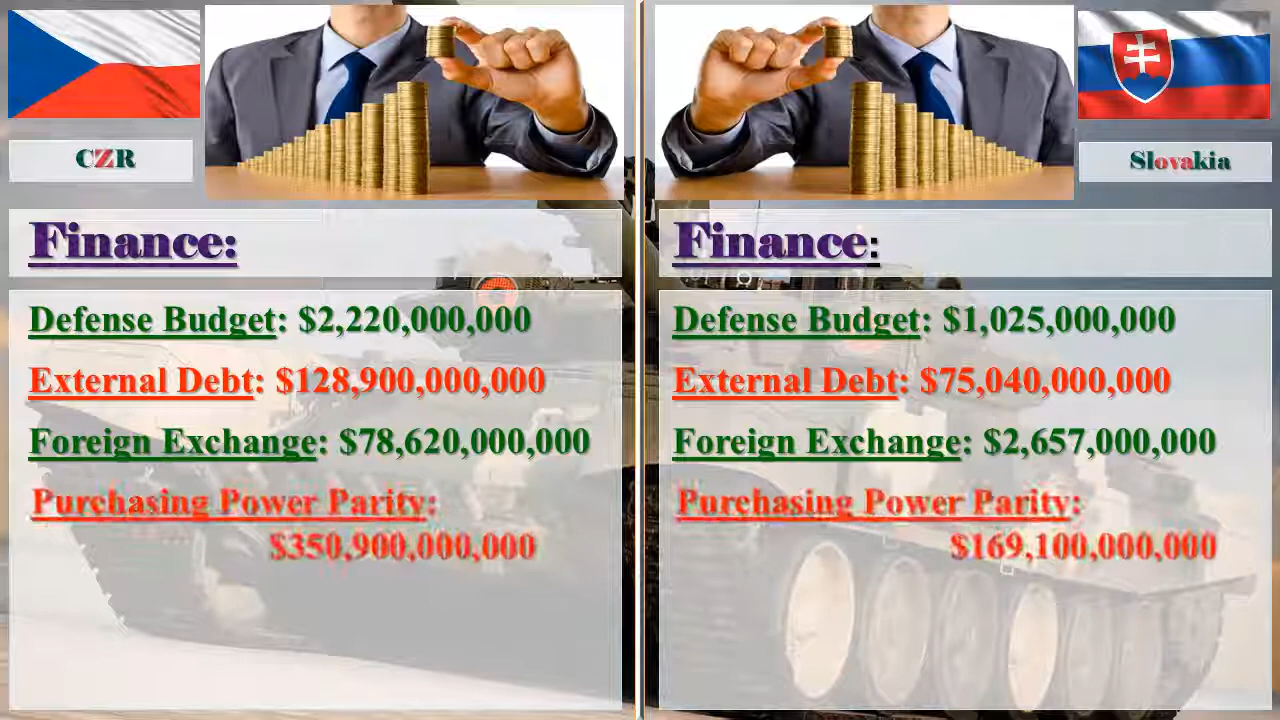 CZR
Finance:
Defense Budget: $2,220,000,000
External Debt: $128,900,000,000
Foreign Exchange: $78,620,000,000
Purchasing Power Parity:
$350,900,000,000
Slovakia
Finance:
Defense Budget: $1,025,000,000
External Debt: $75,040,000,000
Foreign Exchange: $2,657,000,000
Purchasing Power Parity:
$169,100,000,000